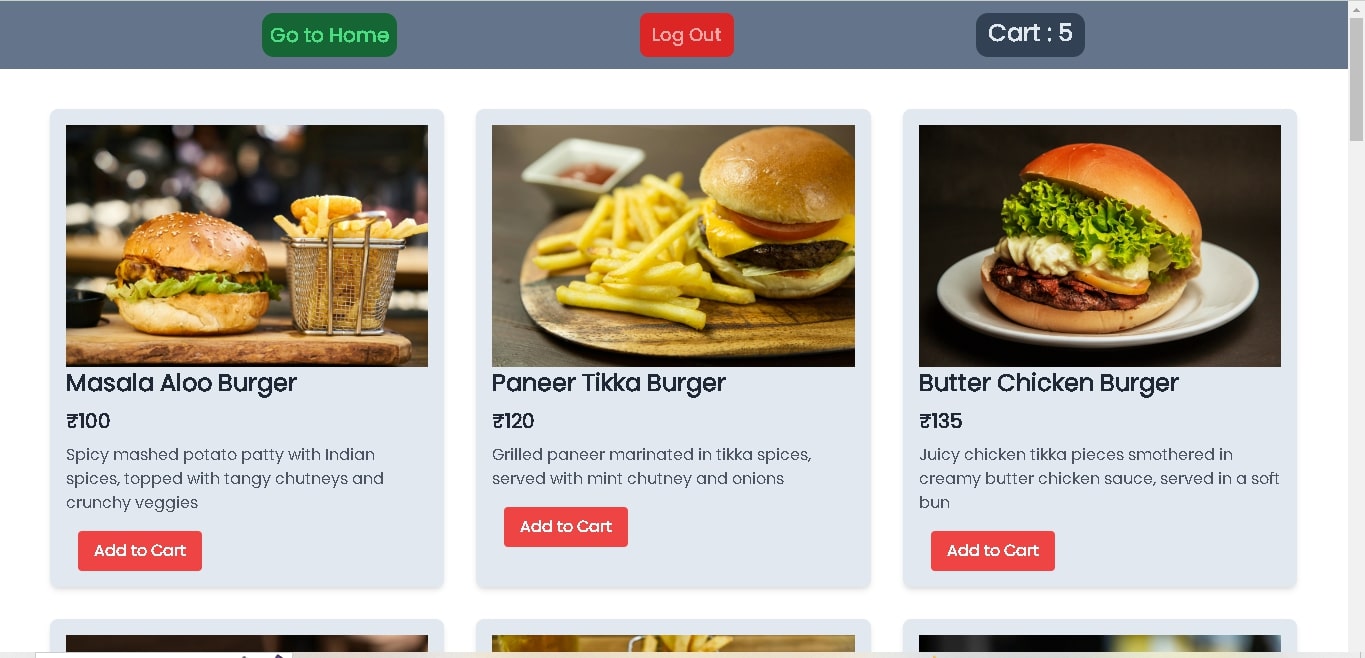 Go to Home
Log Out
Cart : 5
Masala Aloo Burger
₹100
Spicy mashed potato patty with Indian
spices, topped with tangy chutneys and
crunchy veggies
Add to Cart
Paneer Tikka Burger
₹120
Grilled paneer marinated in tikka spices,
served with mint chutney and onions
Add to Cart
Butter Chicken Burger
₹135
Juicy chicken tikka pieces smothered in
creamy butter chicken sauce, served in a soft
bun
Add to Cart